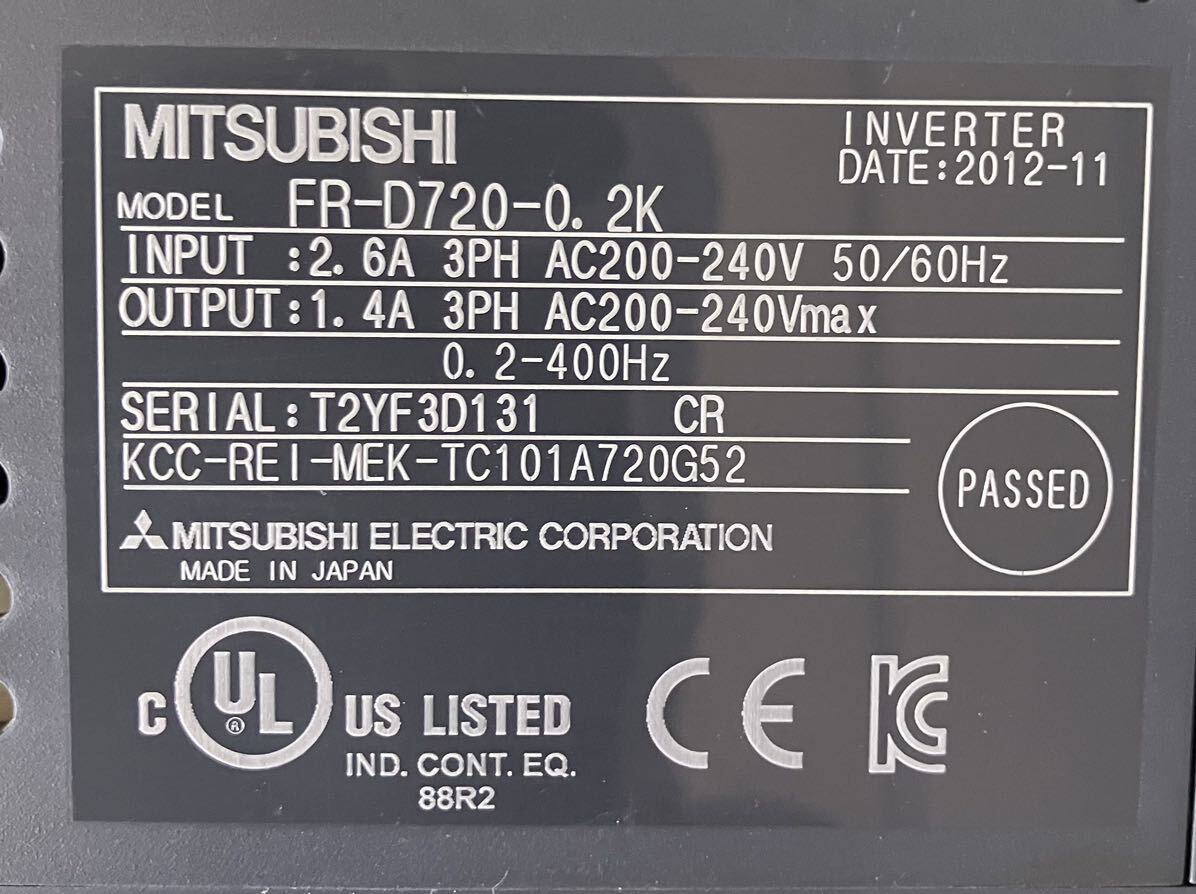 MITSUBISHI
INVERTER
DATE:2012-11
MODEL FR-D720-0.2K
INPUT :2.6A 3PH AC200-240V 50/60Hz
OUTPUT:1.4A 3PH AC200-240Vmax
0.2-400Hz
SERIAL:T2YF3D131 CR
KCC-REI-MEK-TC101A720G52
PASSED
MITSUBISHI ELECTRIC CORPORATION
MADE IN JAPAN
C UL ® US LISTED
IND. CONT. EQ.
88R2
CE
KC